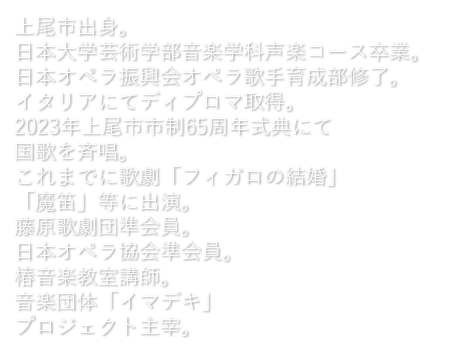 上尾市出身。
日本大学芸術学部音楽学科声楽コース卒業。
日本オペラ振興会オペラ歌手育成部修了。
イタリアにてディプロマ取得。
2023年上尾市市制65周年式典にて
国歌を斉唱。
これまでに歌劇「フィガロの結婚」
「魔笛」等に出演。
藤原歌劇団準会員。
日本オペラ協会準会員。
椿音楽教室講師。
音楽団体「イマデキ」
プロジェクト主宰。